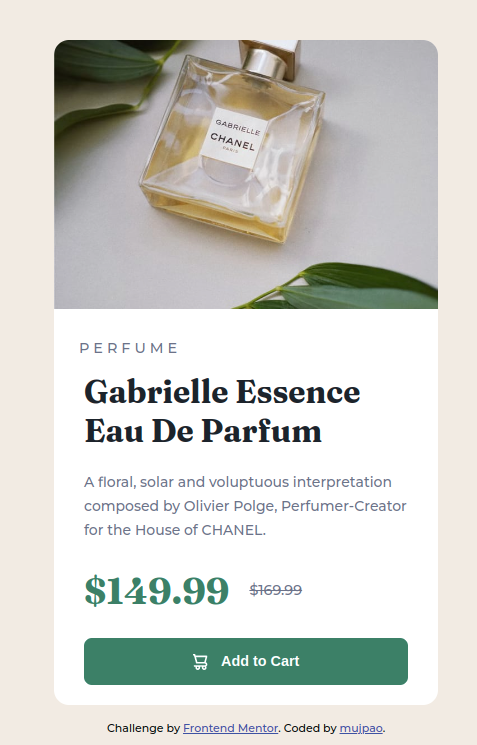 GABRIELLE
CHANEL
PARIS
PERFUME
Gabrielle Essence
Eau De Parfum
A floral, solar and voluptuous interpretation
composed by Olivier Polge, Perfumer-Creator
for the House of CHANEL.
$149.99 $169.99
Add to Cart
Challenge by Frontend Mentor. Coded by mujpao.